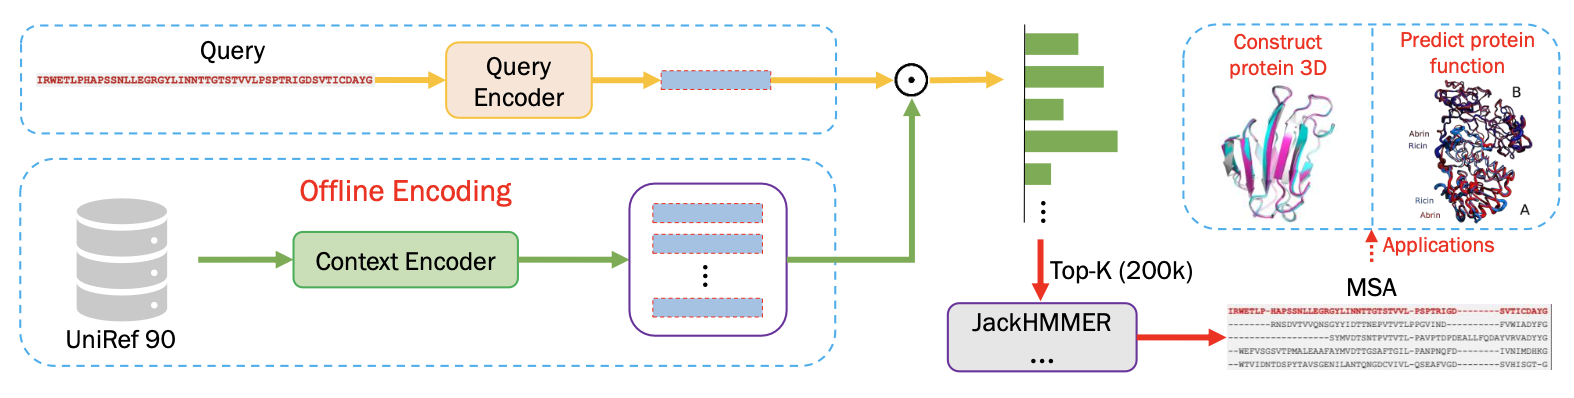 Query
IRWETLPHAPSSNLLEGRGYLINNTTGTSTVVLPSPTRIGDSVTICDAYG
Query
Encoder
Offline Encoding
Context Encoder
UniRef 90
Top-K (200k)
JackHMMER
...
Construct
protein 3D
Predict protein
function
B
Abrin
Ricin
Ricin
Abrin
A
Applications
MSA
IRWETLP-HAPSSNLLEGRGYLINNTTGTSTVVL-PSPTRIGD-------SVTICDAYG
-------RNSDVTVVQNSGYYIDTTNEPVTVTLPPGVIND---------FVWIADYFG
-----------------SYMVDTSNTPVTVTL-PAVPTDPDEALLFQDAYVRVADYYG
--WEFVSGSVTPMALEAAFAYMVDTTGSAFTGIL-PANPNQFD-------IVNIMDHKG
--WTVIDNTDSPYTAVSGENILANTQNGDCVIVL-QSEAFVGD-------SVHISGT-G